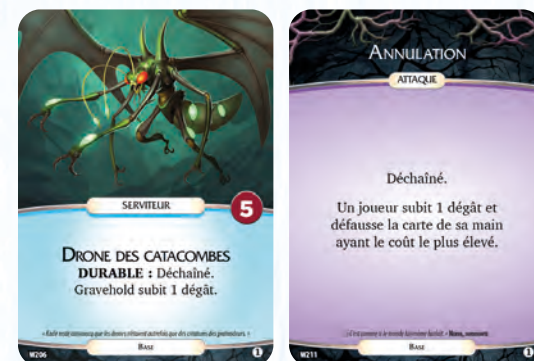 SERVITEUR
5
DRONE DES CATACOMBES
DURABLE : Déchaîné.
Gravehold subit 1 dégât.
BASE
W206
1
ANNULATION
ATTAQUE
Déchaîné.
Un joueur subit 1 dégât et
défausse la carte de sa main
ayant le coût le plus élevé.
BASE
W211
1